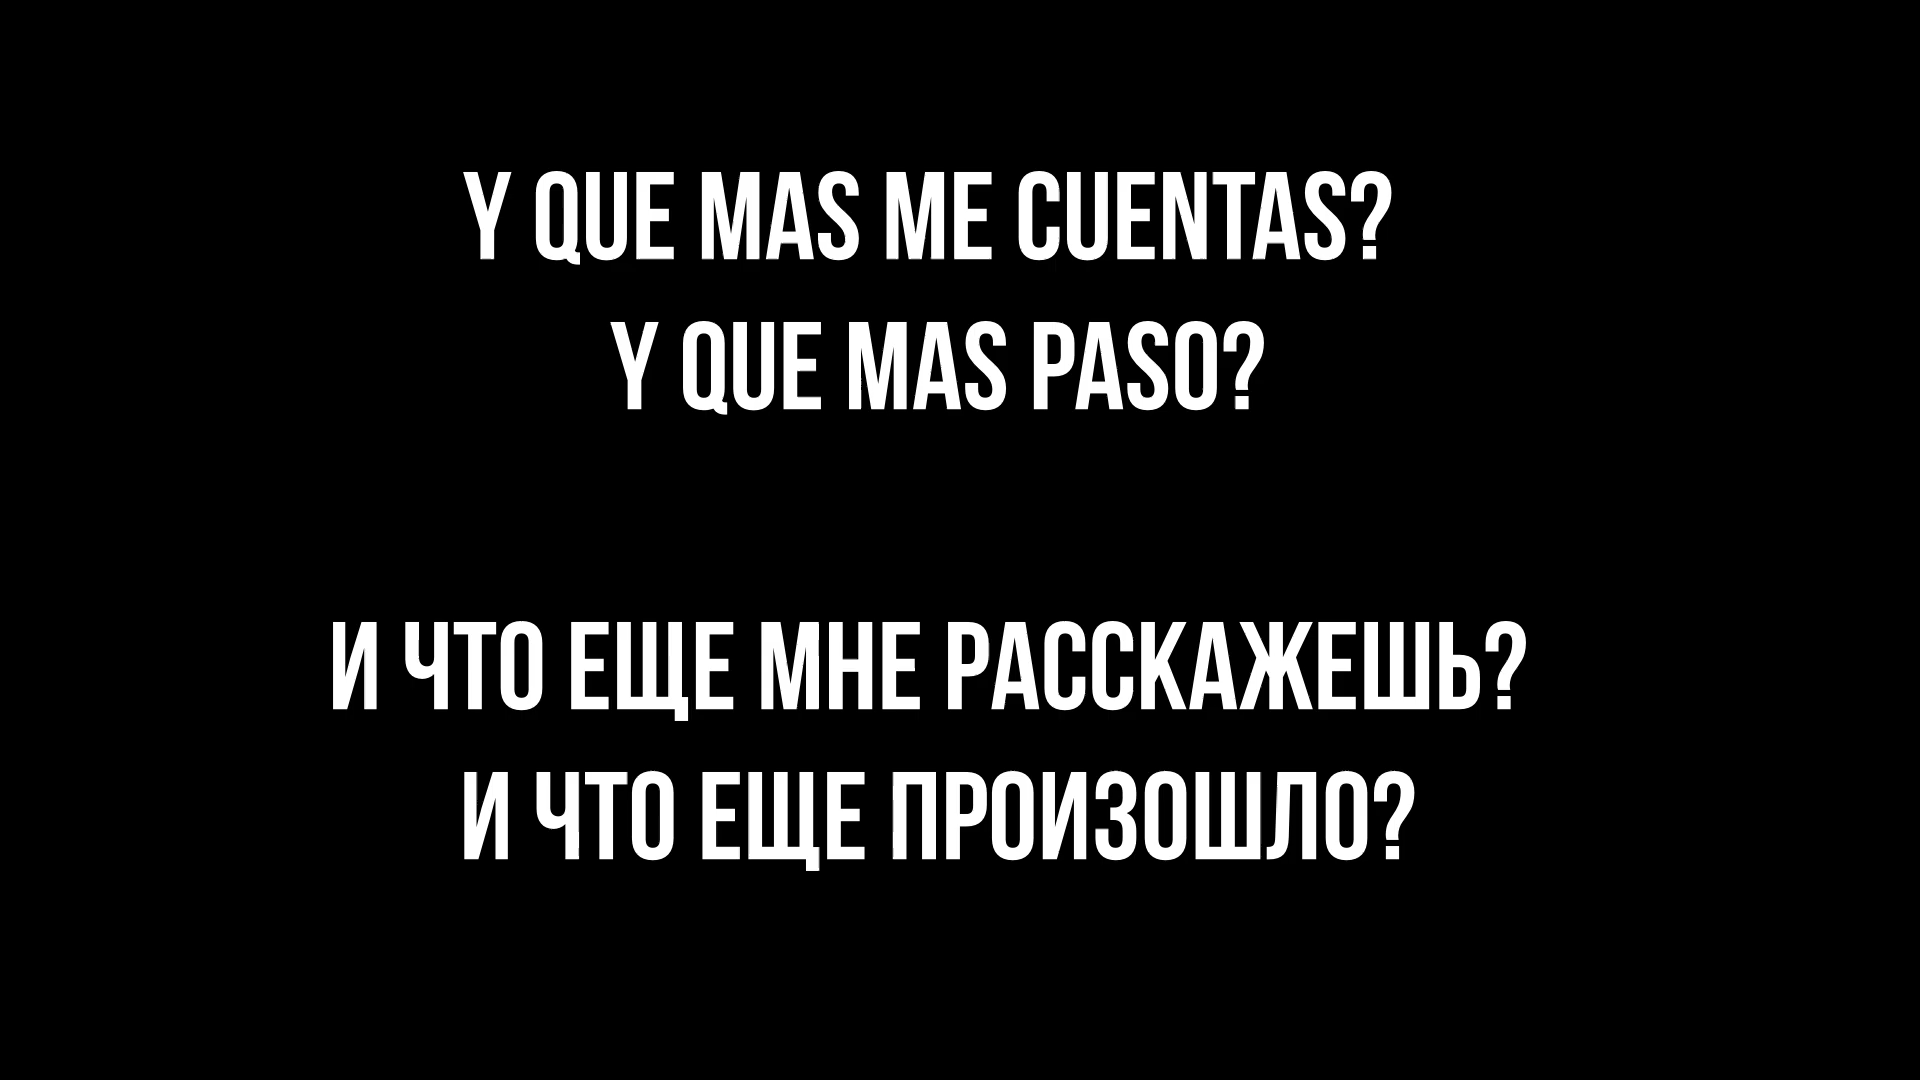 Y QUE MAS ME CUENTAS?
Y QUE MAS PASO?
И ЧТО ЕЩЕ МНЕ РАССКАЖЕШЬ?
И ЧТО ЕЩЕ ПРОИЗОШЛО?